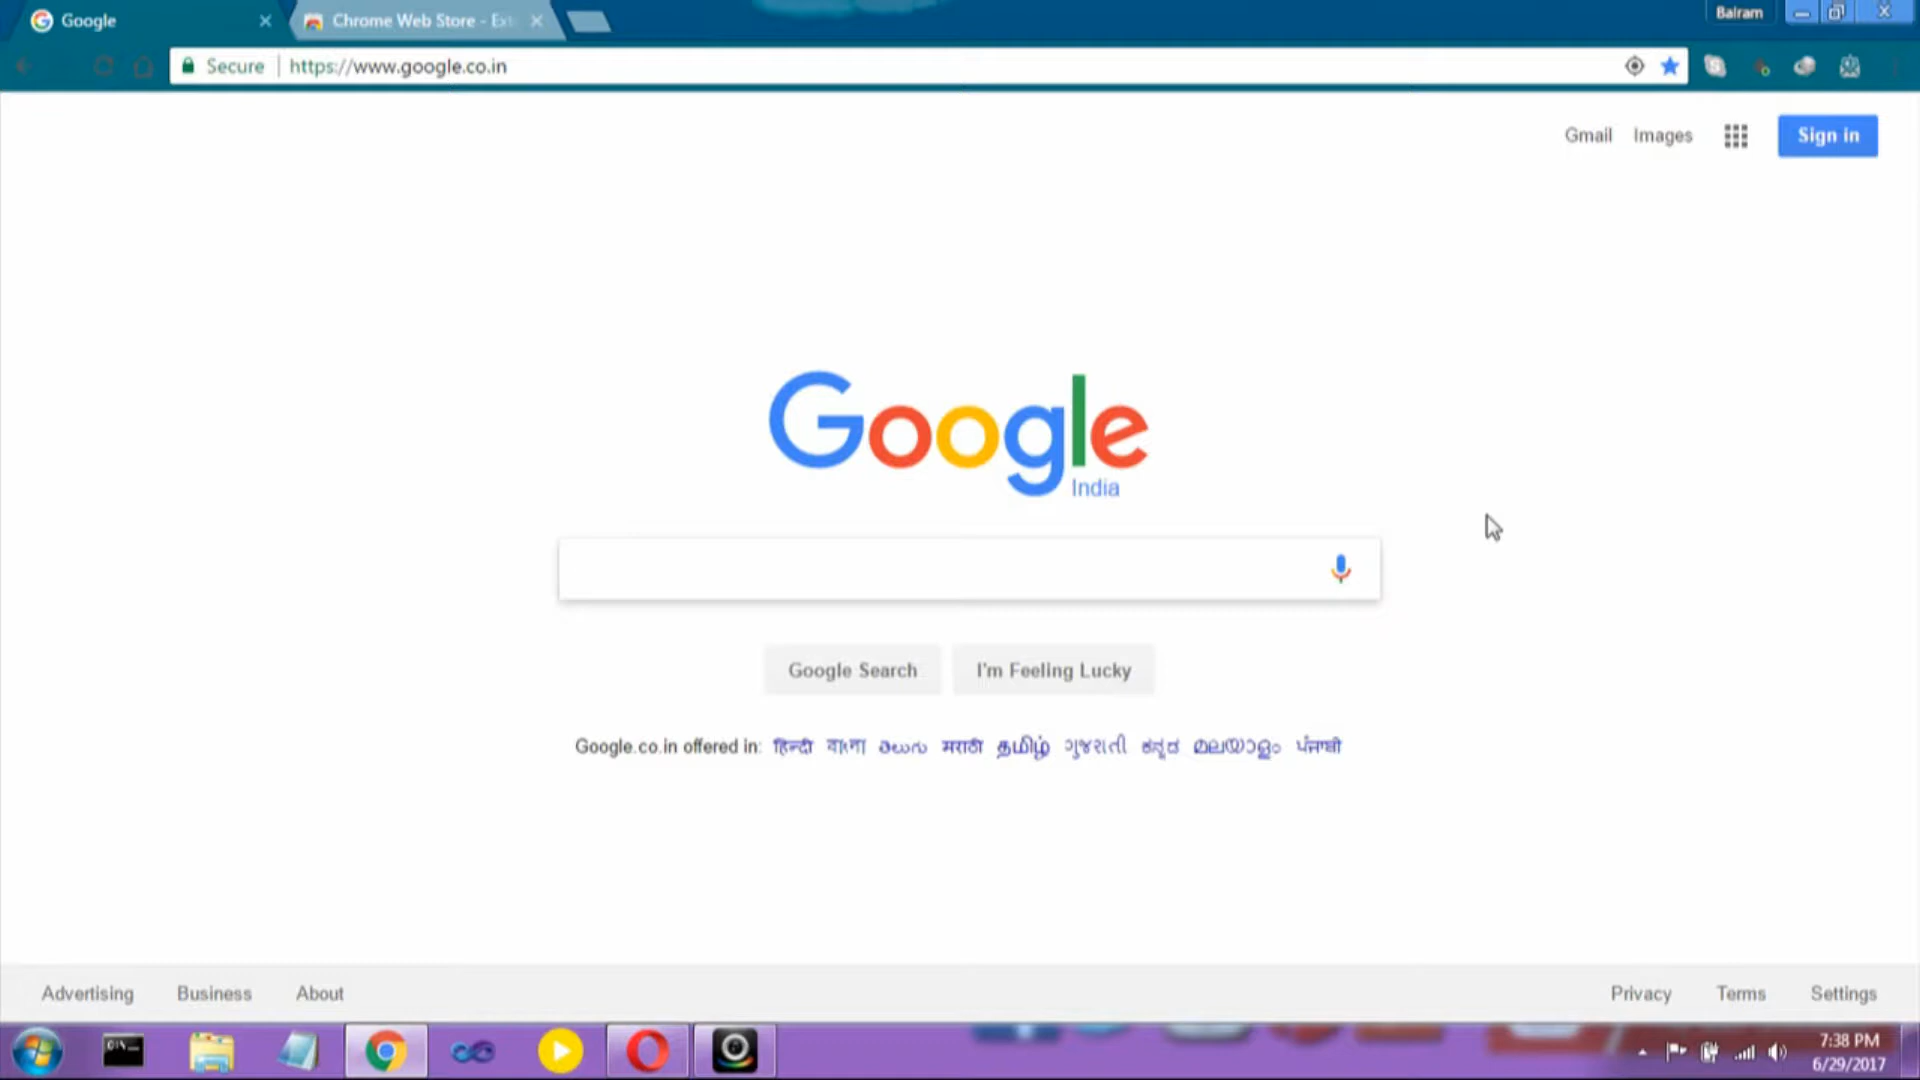 Google
Chrome Web Store - Ext
Balram
Secure
https://www.google.co.in
Gmail
Images
Sign in
Google
India
Google Search
I'm Feeling Lucky
Google.co.in offered in: हिन्दी বাংলা తెలుగు मराठी தமிழ் ગુજરાતી ಕನ್ನಡ മലയാളം ਪੰਜਾਬੀ
Advertising
Business
About
Privacy
Terms
Settings
C:\
7:38 PM
6/29/2017